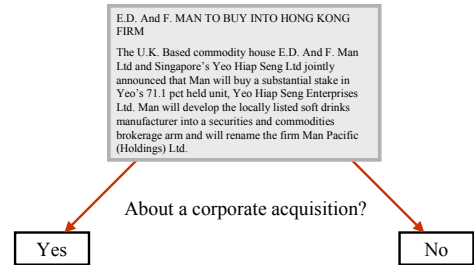 E.D. And F. MAN TO BUY INTO HONG KONG
FIRM
The U.K. Based commodity house E.D. And F. Man
Ltd and Singapore's Yeo Hiap Seng Ltd jointly
announced that Man will buy a substantial stake in
Yeo's 71.1 pct held unit, Yeo Hiap Seng Enterprises
Ltd. Man will develop the locally listed soft drinks
manufacturer into a securities and commodities
brokerage arm and will rename the firm Man Pacific
(Holdings) Ltd.
About a corporate acquisition?
Yes
No